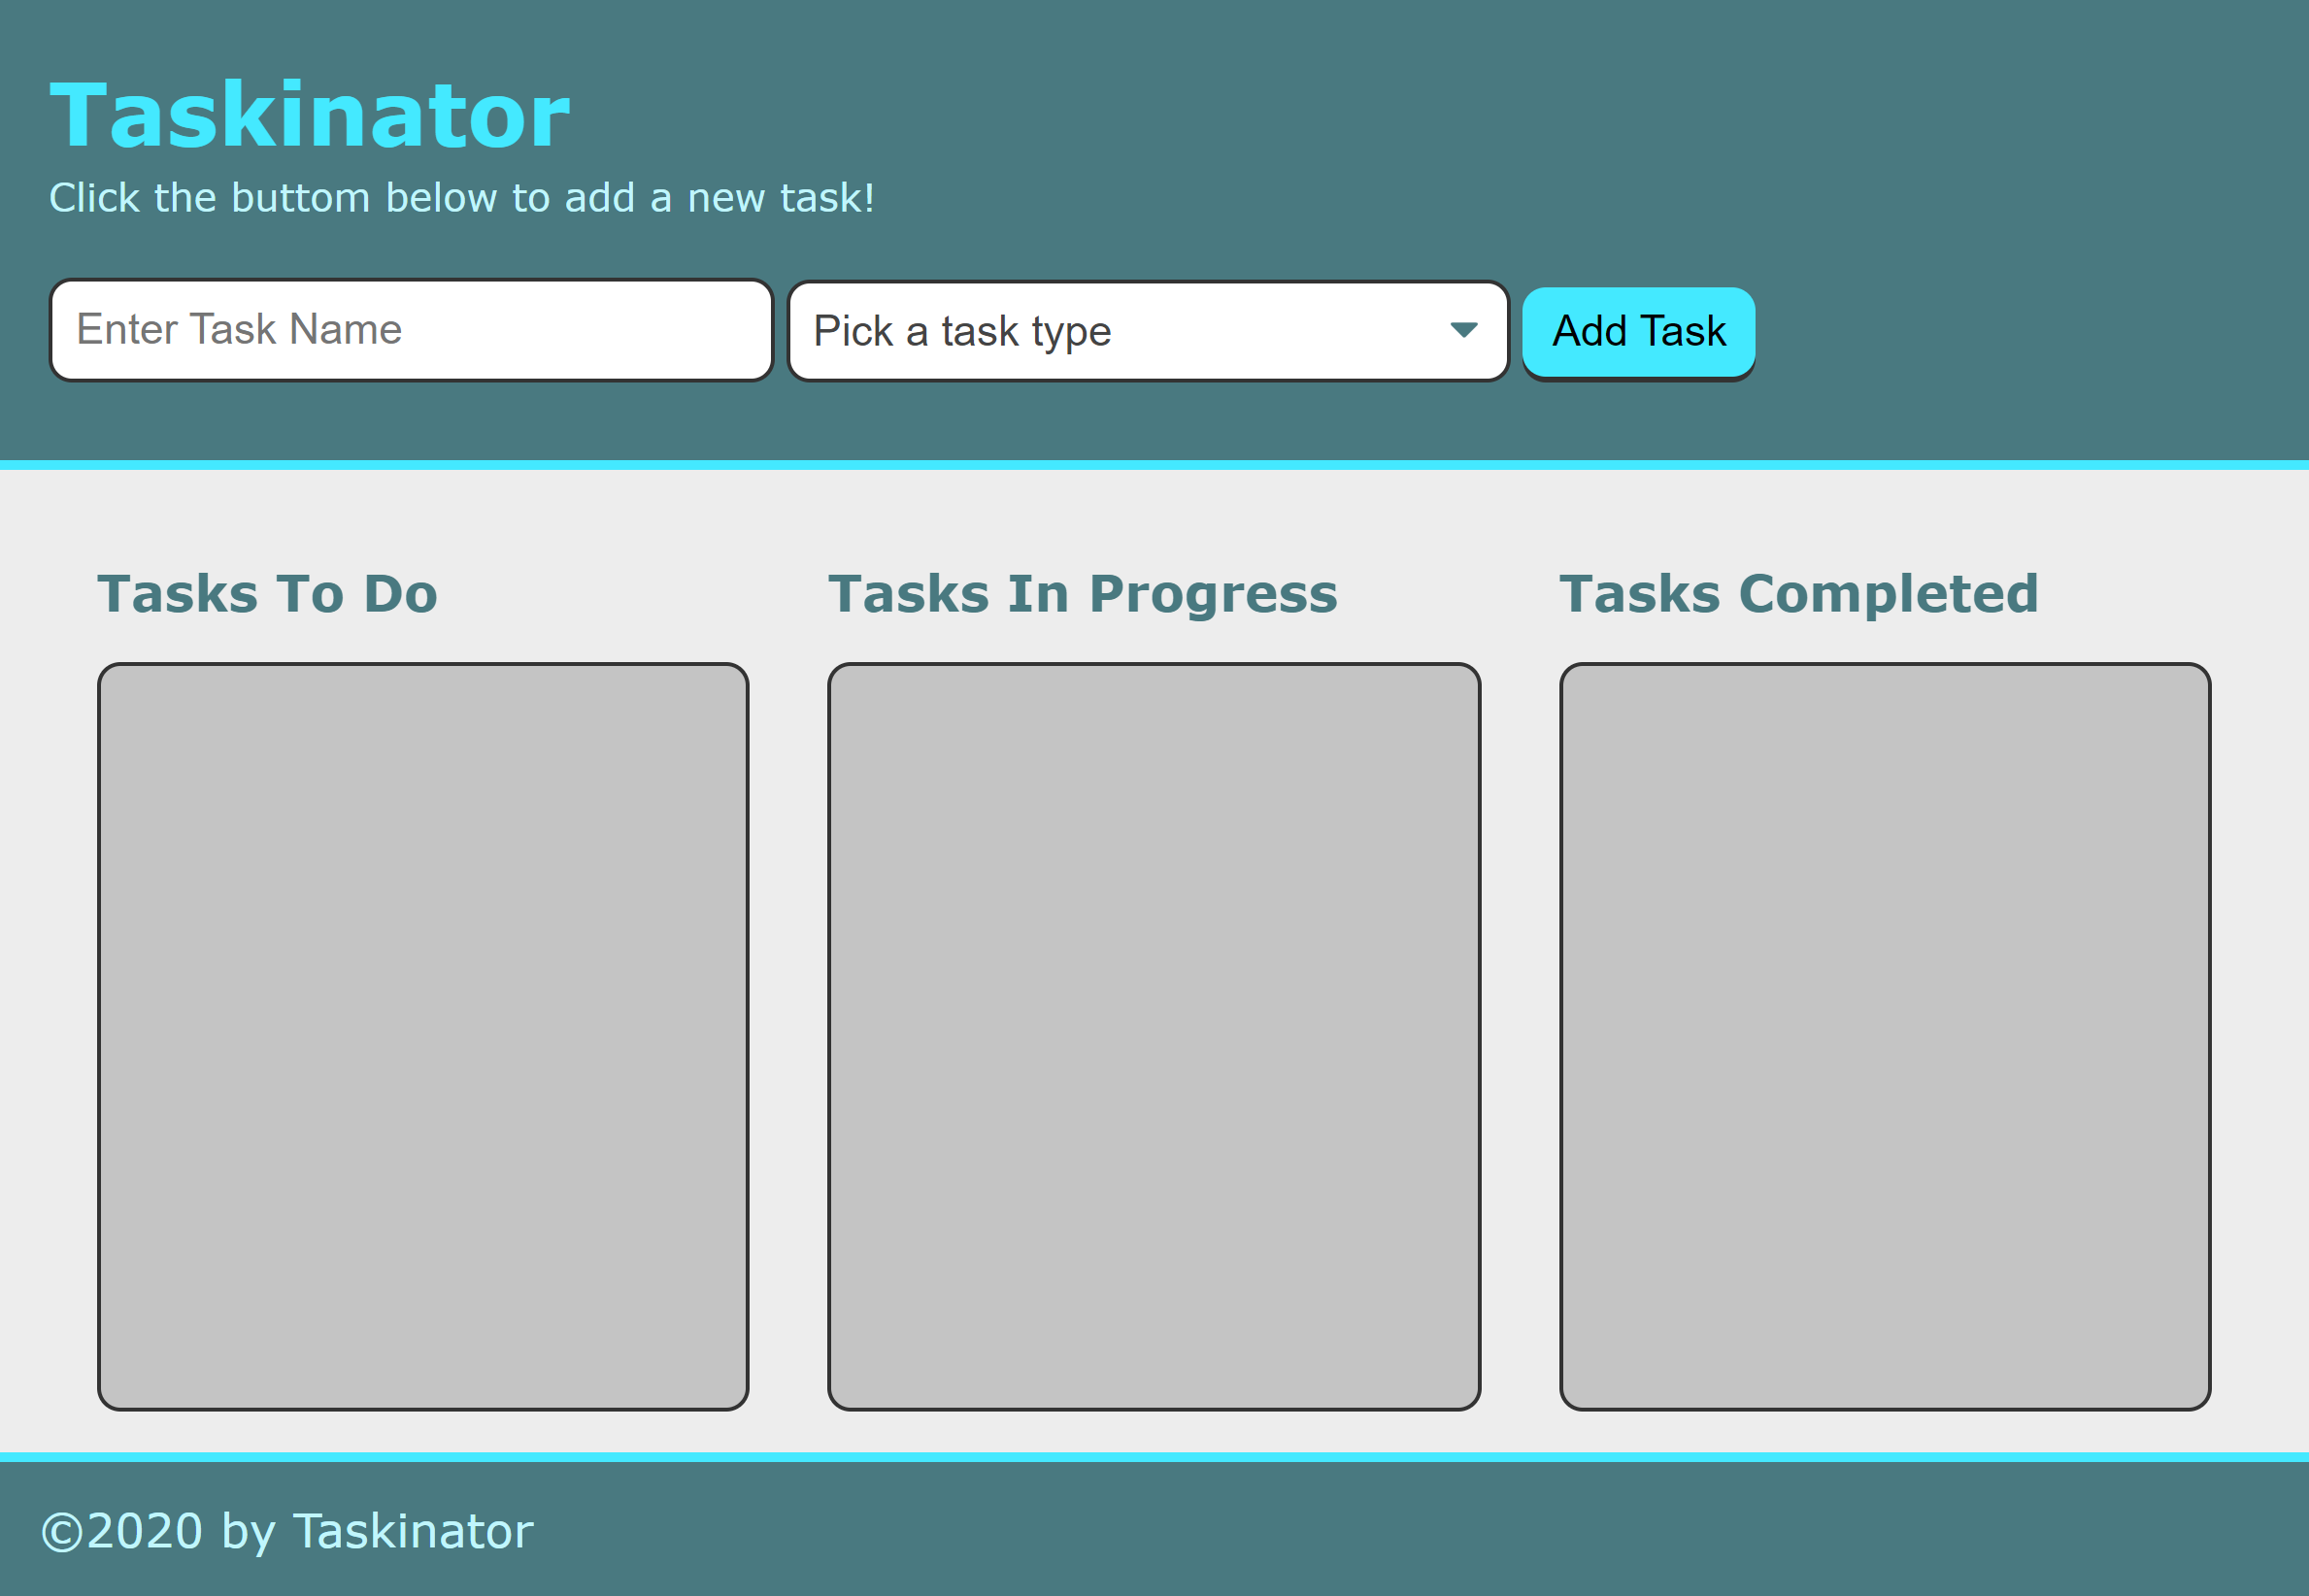 Taskinator
Click the buttom below to add a new task!
Enter Task Name
Pick a task type
Add Task
Tasks To Do
Tasks In Progress
Tasks Completed
©2020 by Taskinator